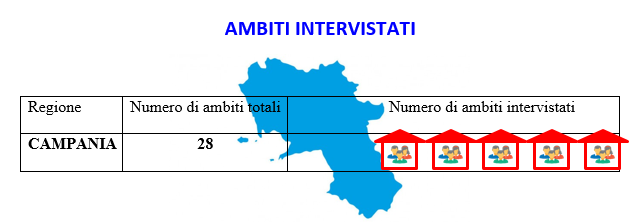 AMBITI INTERVISTATI
Regione Numero di ambiti totali Numero di ambiti intervistati
CAMPANIA 28